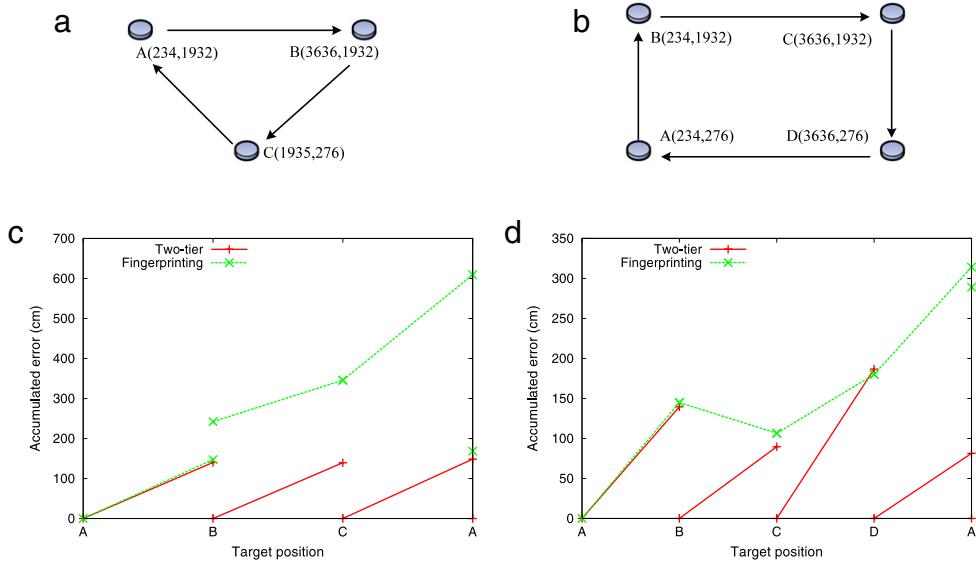 a
A(234,1932)
B(3636,1932)
C(1935,276)
b
B(234,1932)
C(3636,1932)
A(234,276)
D(3636,276)
c
700
600
500
400
300
200
100
0
Accumulated error (cm)
Two-tier
Fingerprinting
A B C A
Target position
d
350
300
250
200
150
100
50
0
Accumulated error (cm)
Two-tier
Fingerprinting
A B C D A
Target position